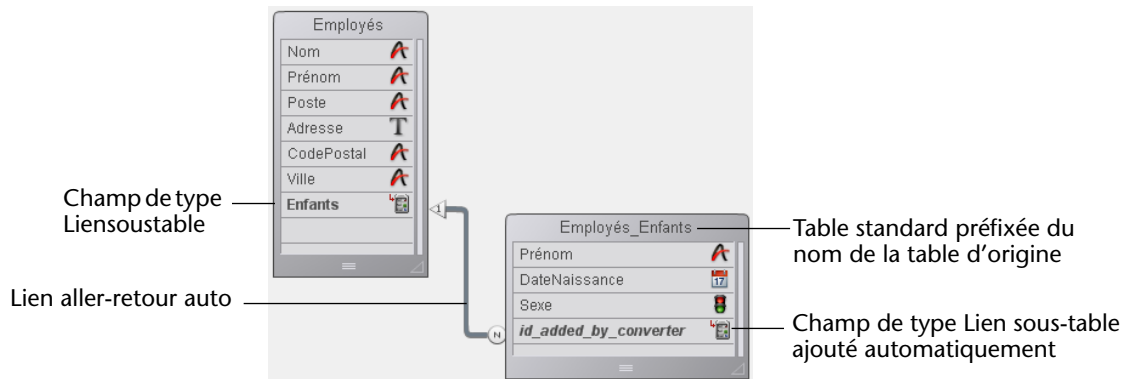 Employés
Nom
Prénom
Poste
Adresse
T
CodePostal
Ville
Enfants
1
Champ de type
Liensoustable
Lien aller-retour auto
Employés_Enfants
Prénom
DateNaissance
17
Sexe
id_added_by_converter
N
Table standard préfixée du
nom de la table d’origine
Champ de type Lien sous-table
ajouté automatiquement